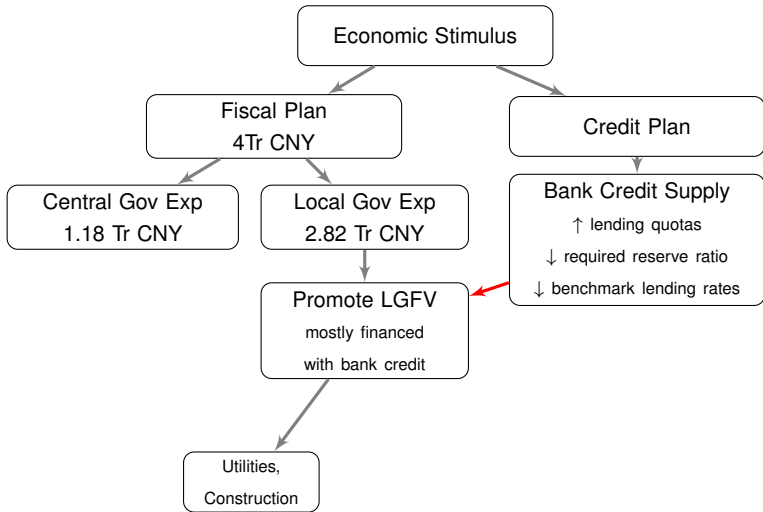 Economic Stimulus
Fiscal Plan
4Tr CNY
Credit Plan
Central Gov Exp
1.18 Tr CNY
Local Gov Exp
2.82 Tr CNY
Bank Credit Supply
↑ lending quotas
↓ required reserve ratio
↓ benchmark lending rates
Promote LGFV
mostly financed
with bank credit
Utilities,
Construction